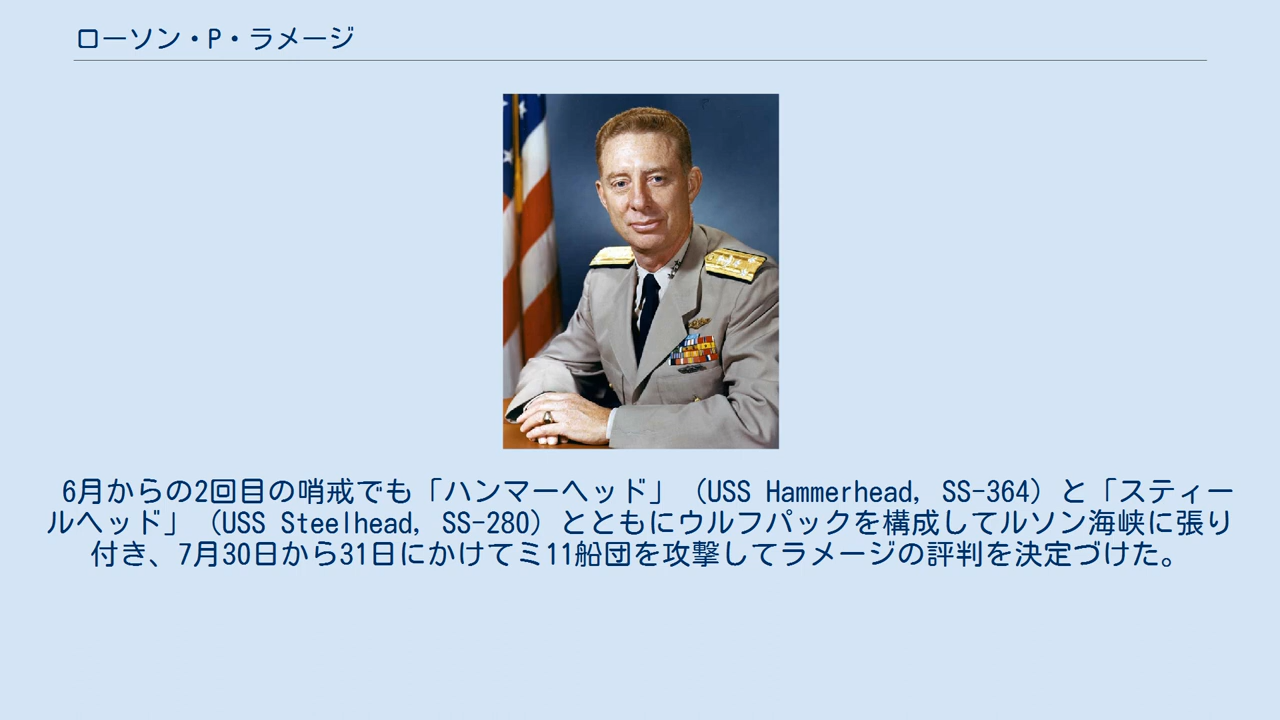 ローソン・P・ラメージ
6月からの2回目の哨戒でも「ハンマーヘッド」（USS Hammerhead, SS-364）と「スティー
ルヘッド」（USS Steelhead, SS-280）とともにウルフパックを構成してルソン海峡に張り
付き、7月30日から31日にかけてミ11船団を攻撃してラメージの評判を決定づけた。